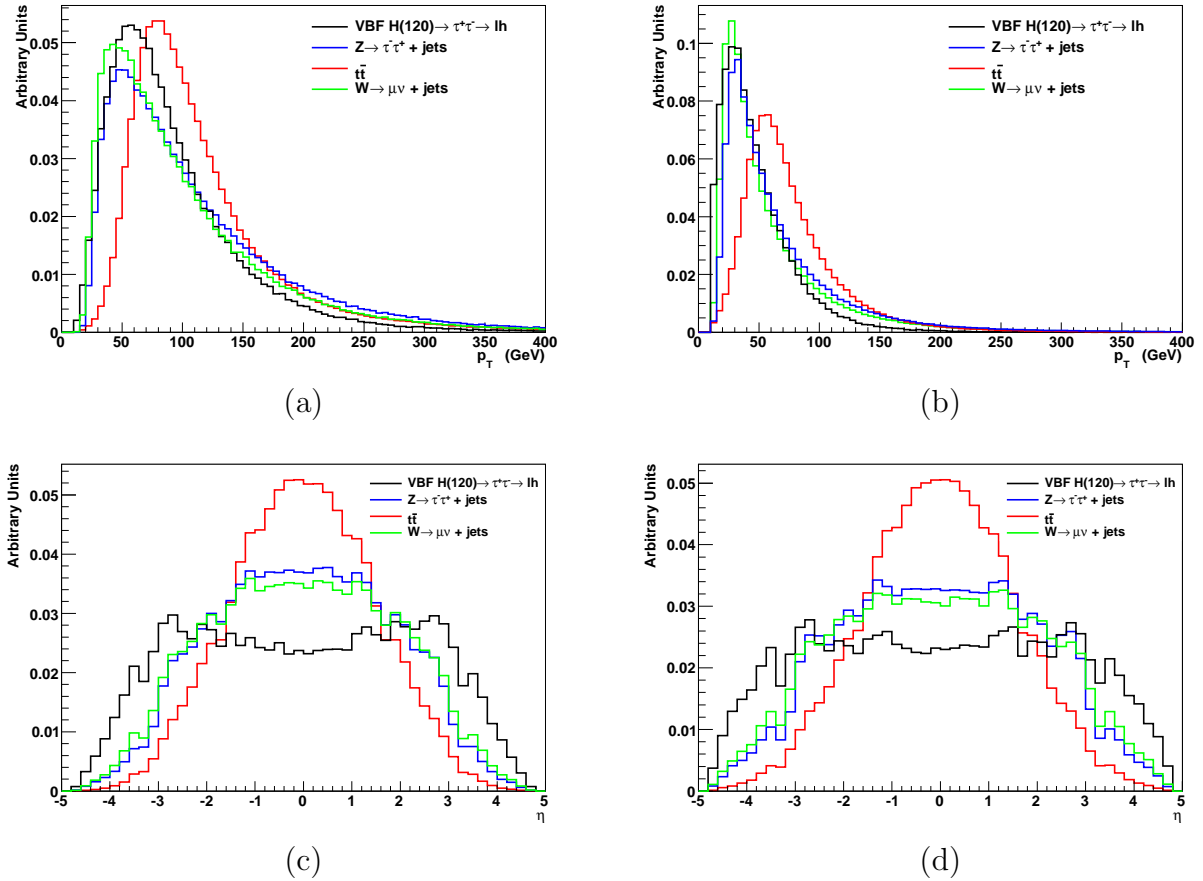 Arbitrary Units
VBF H(120)→ τ⁺τ⁻→ lh
Z→ τ⁻τ⁺ + jets
tt̄
W→ μν + jets
0.05
0.04
0.03
0.02
0.01
0
0 50 100 150 200 250 300 350 400
p_T (GeV)
(a)
Arbitrary Units
VBF H(120)→ τ⁺τ⁻→ lh
Z→ τ⁻τ⁺ + jets
tt̄
W→ μν + jets
0.1
0.08
0.06
0.04
0.02
0
0 50 100 150 200 250 300 350 400
p_T (GeV)
(b)
Arbitrary Units
VBF H(120)→ τ⁺τ⁻→ lh
Z→ τ⁻τ⁺ + jets
tt̄
W→ μν + jets
0.05
0.04
0.03
0.02
0.01
0
-5 -4 -3 -2 -1 0 1 2 3 4 5
η
(c)
Arbitrary Units
VBF H(120)→ τ⁺τ⁻→ lh
Z→ τ⁻τ⁺ + jets
tt̄
W→ μν + jets
0.05
0.04
0.03
0.02
0.01
0
-5 -4 -3 -2 -1 0 1 2 3 4 5
η
(d)